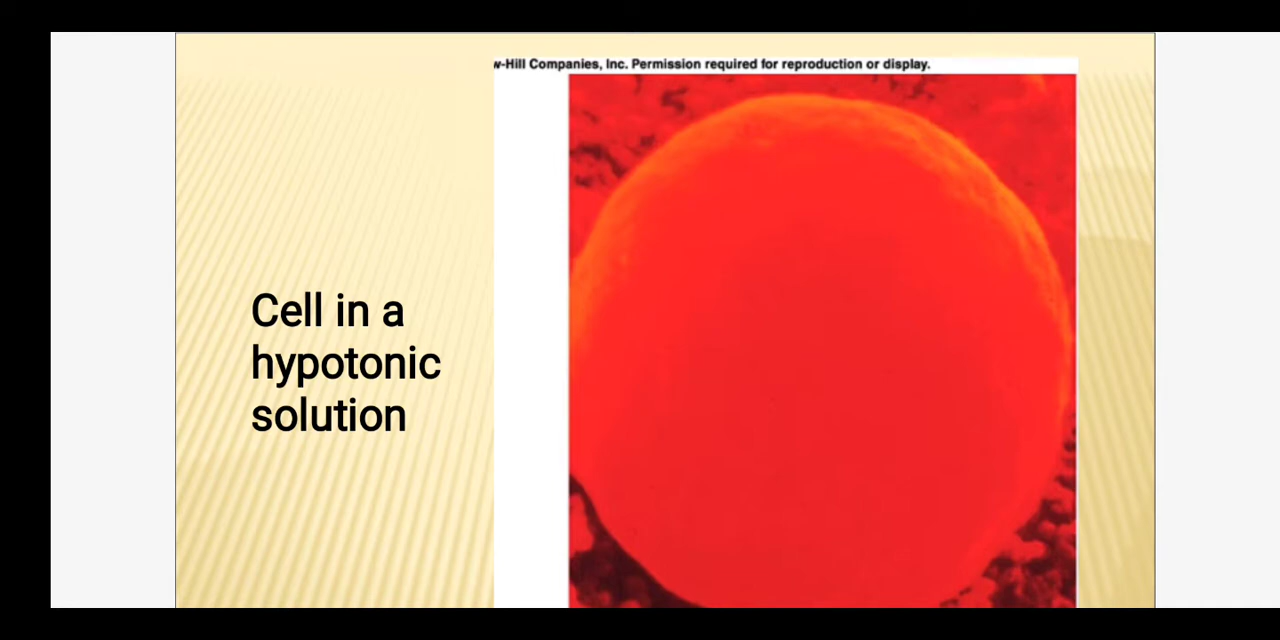 w-Hill Companies, Inc. Permission required for reproduction or display.
Cell in a
hypotonic
solution